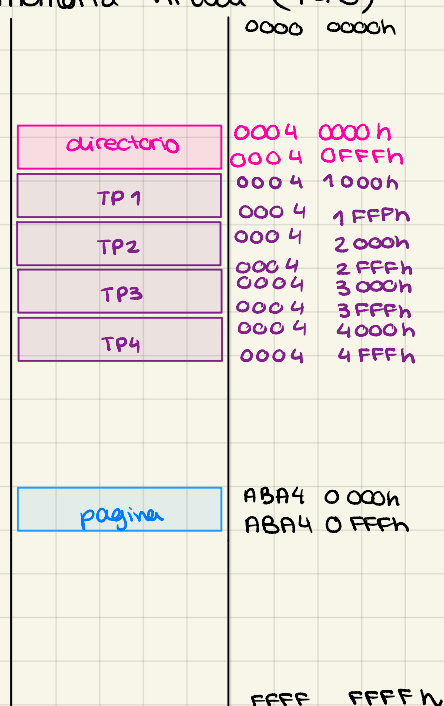 0000 0000h
directorio 0004 0000h
0004 0FFFh
TP1 0004 1000h
0004 1FFFh
TP2 0004 2000h
0004 2FFFh
TP3 0004 3000h
0004 3FFFh
TP4 0004 4000h
0004 4FFFh
pagina ABA4 0000h
ABA4 0FFFh
FFFF FFFFh